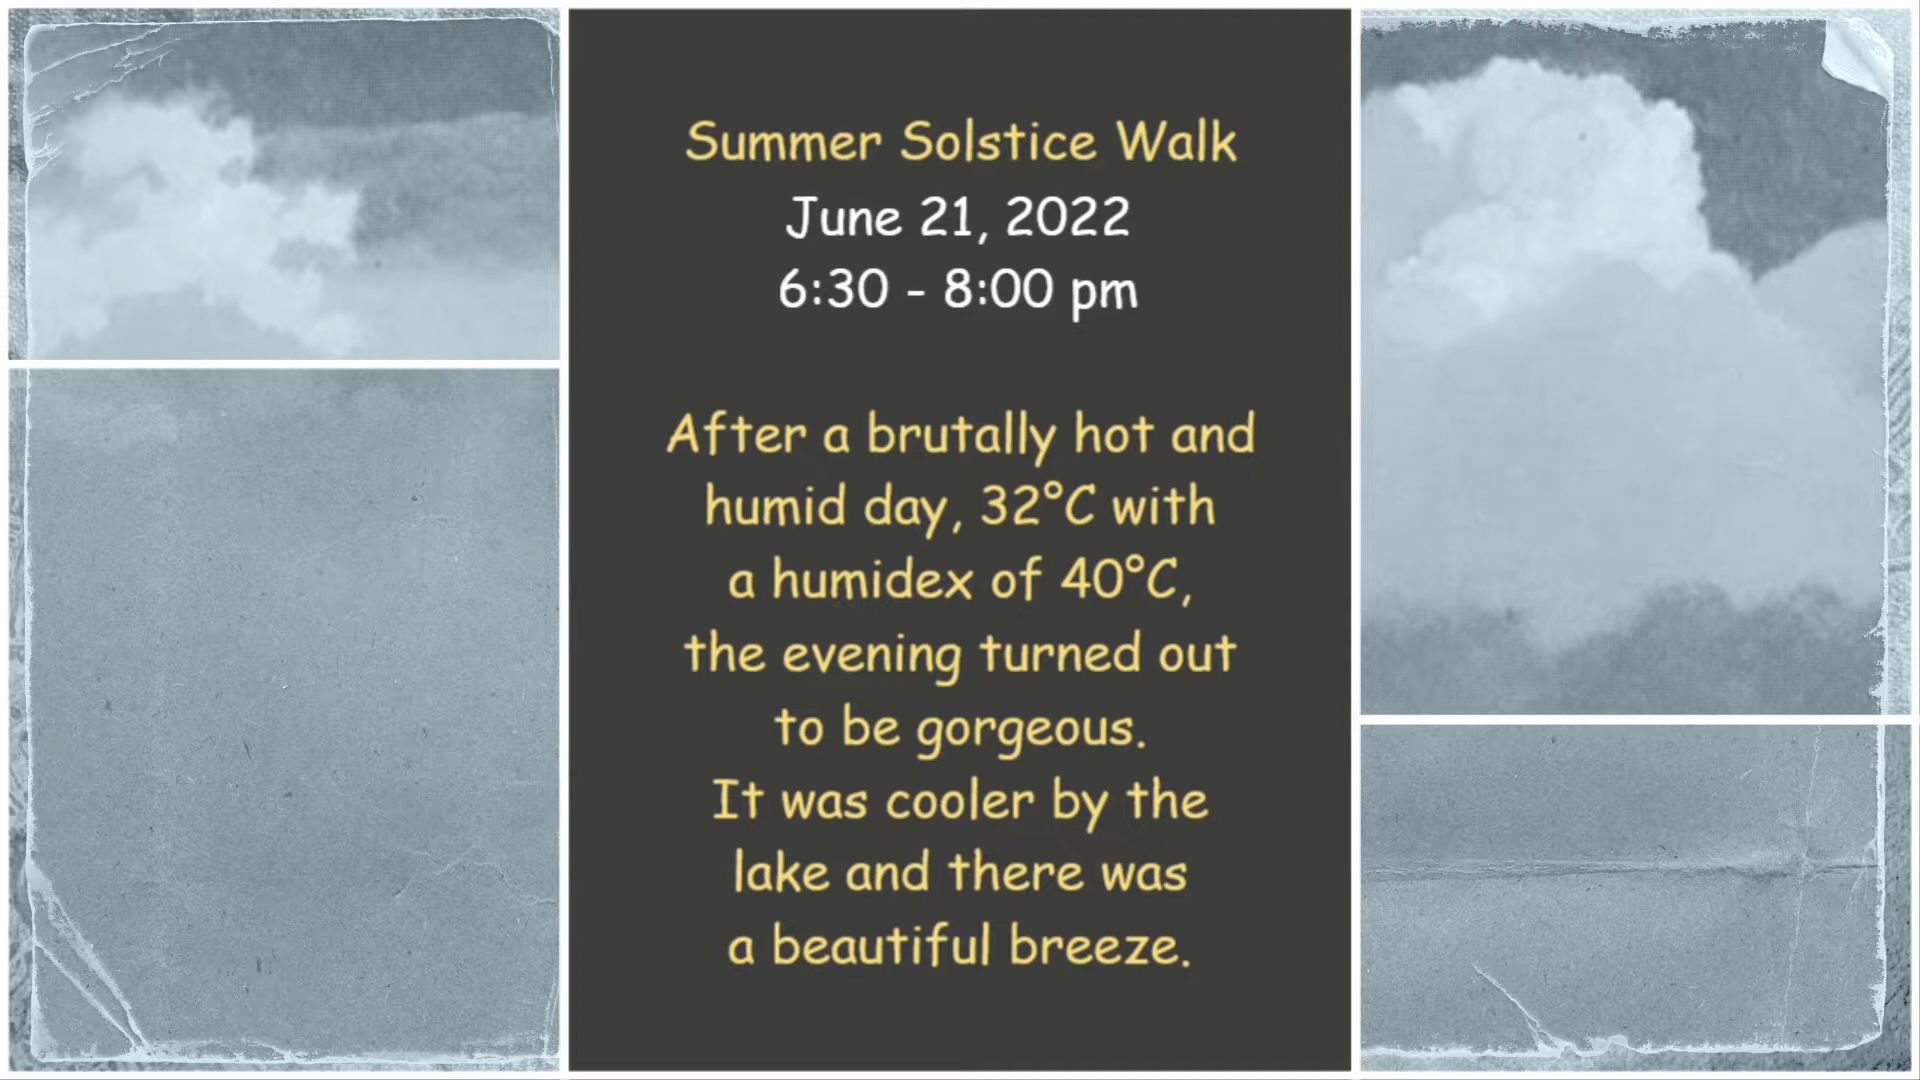 Summer Solstice Walk
June 21, 2022
6:30 - 8:00 pm
After a brutally hot and
humid day, 32°C with
a humidex of 40°C,
the evening turned out
to be gorgeous.
It was cooler by the
lake and there was
a beautiful breeze.